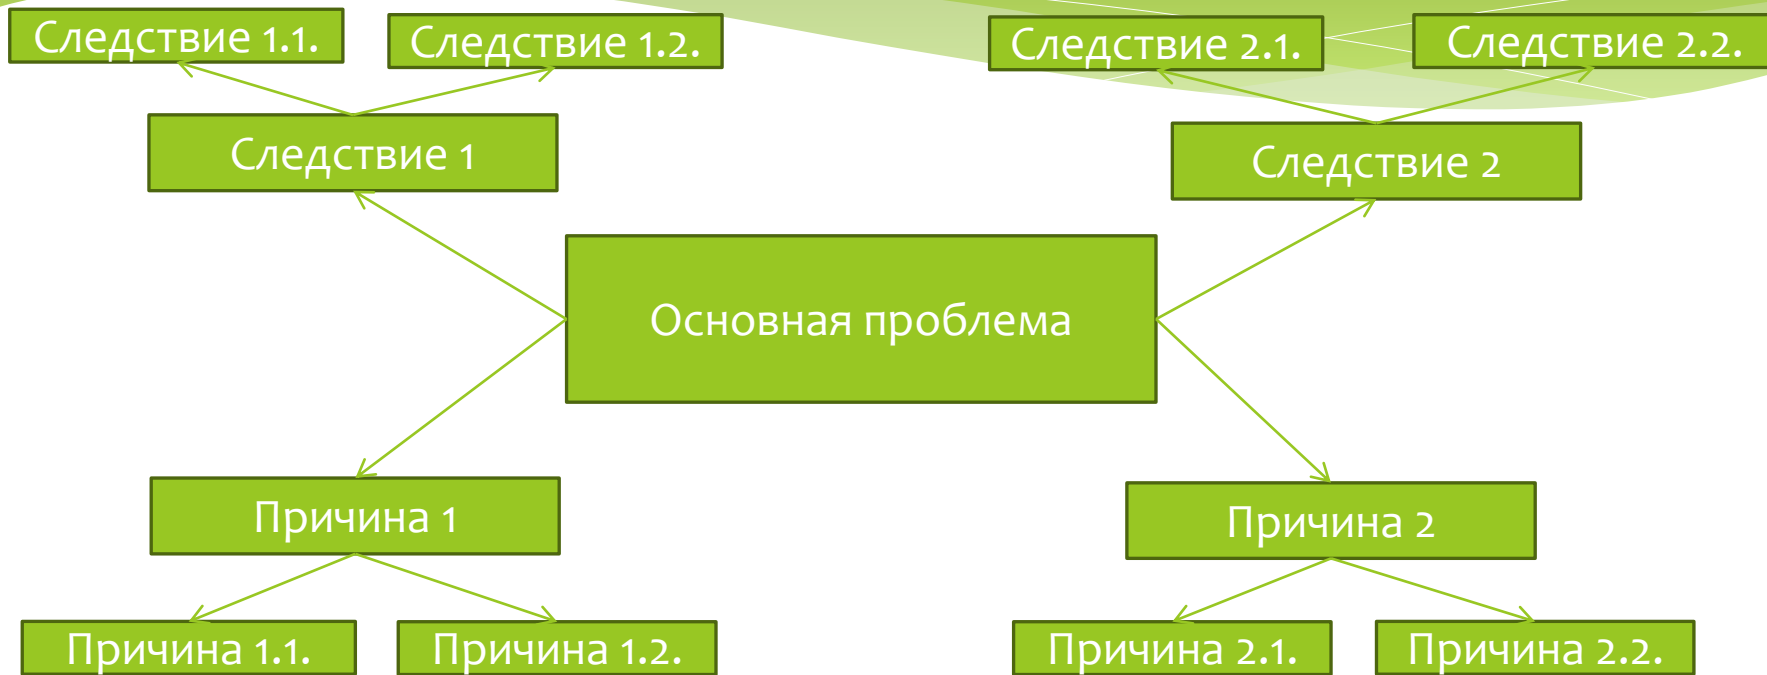 Следствие 1.1.
Следствие 1.2.
Следствие 2.1.
Следствие 2.2.
Следствие 1
Следствие 2
Основная проблема
Причина 1
Причина 2
Причина 1.1.
Причина 1.2.
Причина 2.1.
Причина 2.2.